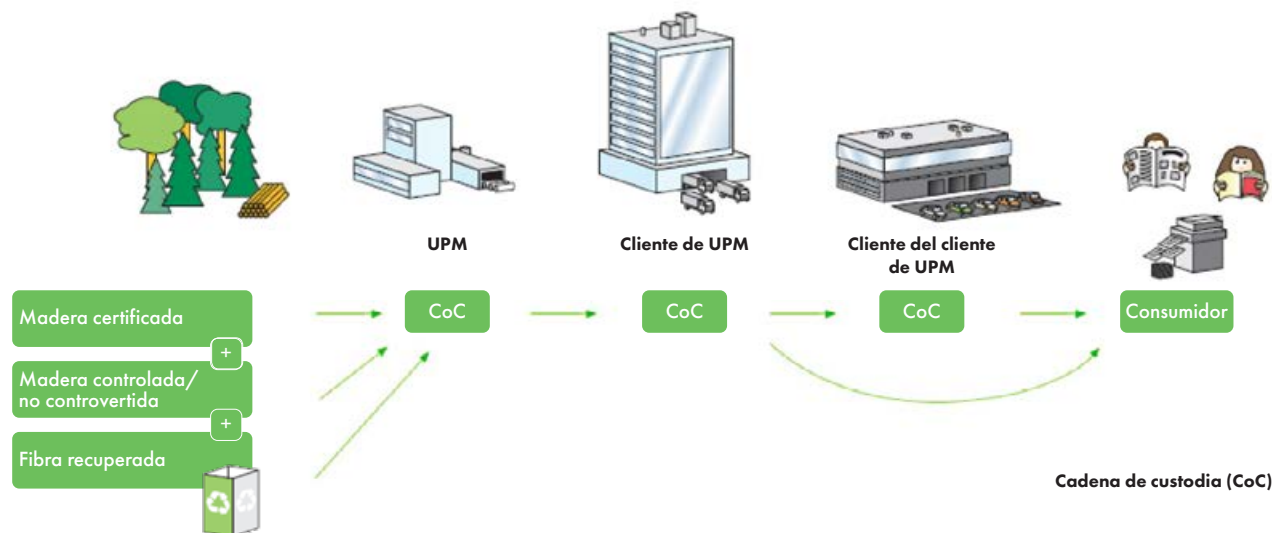 UPM
Cliente de UPM
Cliente del cliente
de UPM
Madera certificada
+
Madera controlada/
no controvertida
+
Fibra recuperada
CoC
CoC
CoC
Consumidor
Cadena de custodia (CoC)